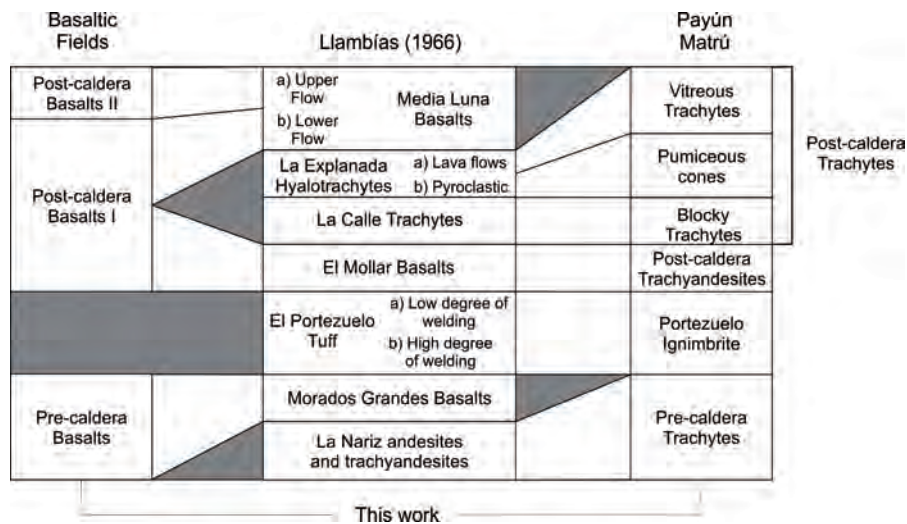 Basaltic
Fields
Llambías (1966)
Payún
Matrú
Post-caldera
Basalts II
a) Upper
Flow
b) Lower
Flow
Media Luna
Basalts
Vitreous
Trachytes
Post-caldera
Trachytes
Post-caldera
Basalts I
La Explanada
Hyalotrachytes
a) Lava flows
b) Pyroclastic
Pumiceous
cones
La Calle Trachytes
Blocky
Trachytes
El Mollar Basalts
Post-caldera
Trachyandesites
El Portezuelo
Tuff
a) Low degree of
welding
b) High degree
of welding
Portezuelo
Ignimbrite
Pre-caldera
Basalts
Morados Grandes Basalts
La Nariz andesites
and trachyandesites
Pre-caldera
Trachytes
This work